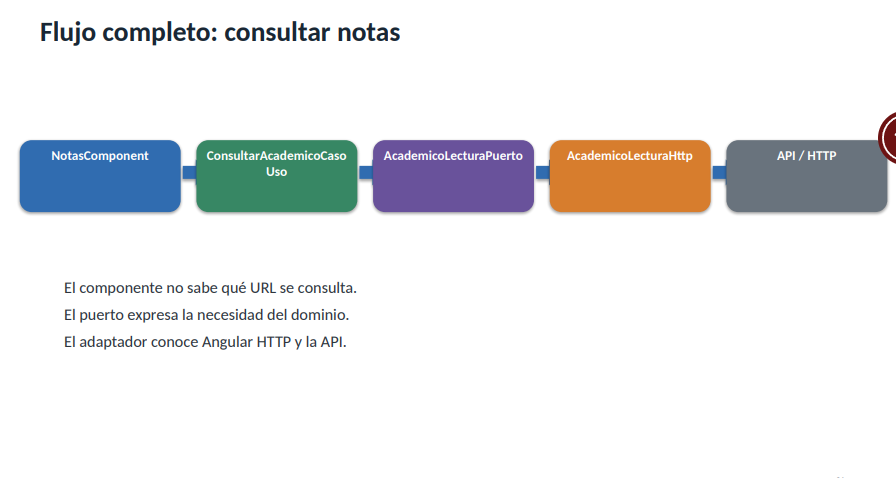 Flujo completo: consultar notas
NotasComponent
ConsultarAcademicoCaso
Uso
AcademicoLecturaPuerto
AcademicoLecturaHttp
API / HTTP
El componente no sabe qué URL se consulta.
El puerto expresa la necesidad del dominio.
El adaptador conoce Angular HTTP y la API.